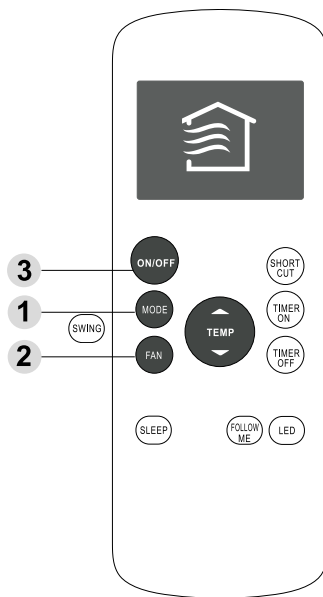 3
ON/OFF
SHORT
CUT
1
MODE
TIMER
ON
SWING
TEMP
2
FAN
TIMER
OFF
SLEEP
FOLLOW
ME
LED